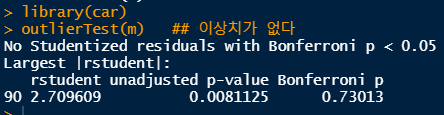 > library(car)
> outlierTest(m)   ## 이상치가 없다
No Studentized residuals with Bonferroni p < 0.05
Largest |rstudent|:
   rstudent unadjusted p-value Bonferroni p
90 2.709609          0.0081125      0.73013
>